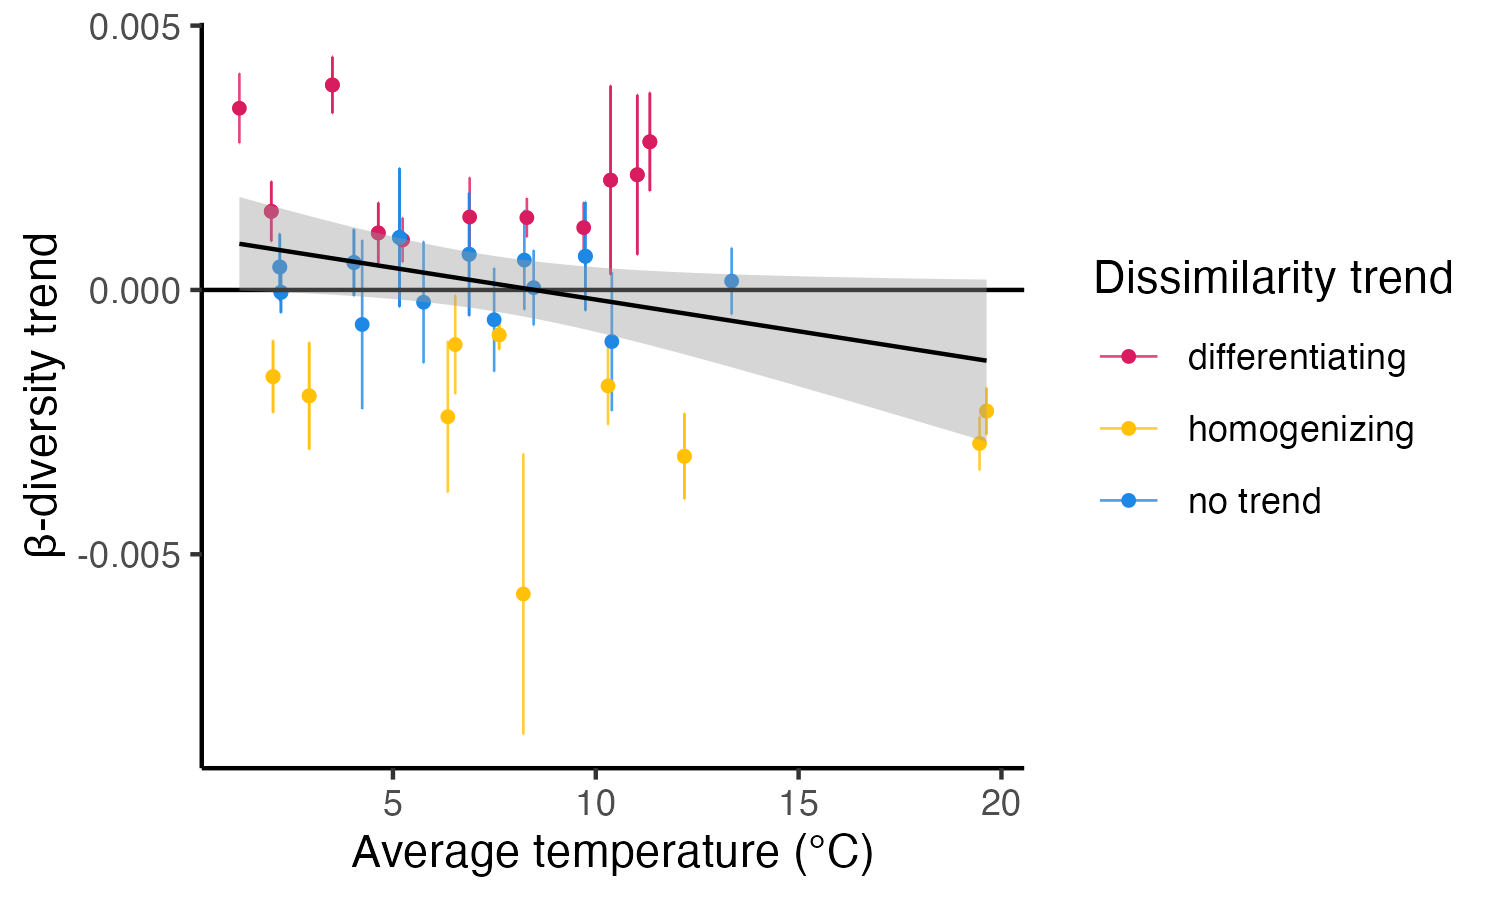 0.005
0.000
-0.005
β-diversity trend
5 10 15 20
Average temperature (°C)
Dissimilarity trend
differentiating
homogenizing
no trend